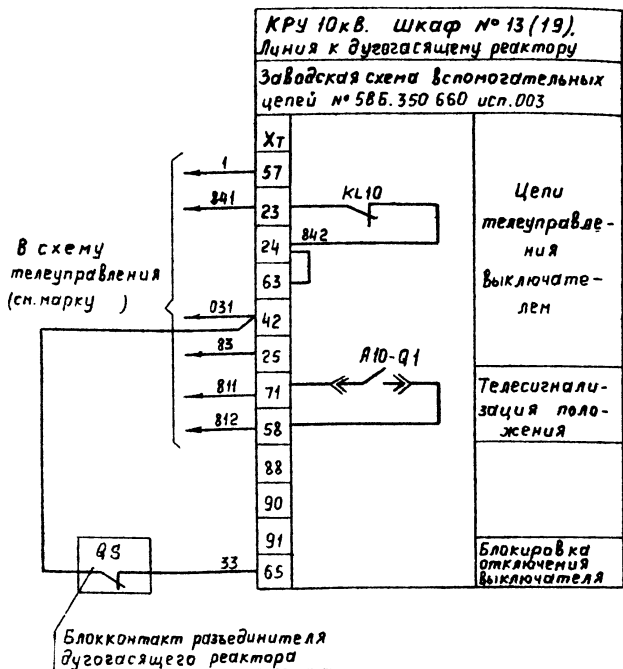 КРУ 10кВ. Шкаф № 13 (19).
Линия к дугогасящему реактору
Заводская схема вспомогательных
цепей № 5ВБ. 350 660 исп. 003
Xт
1
57
841
23
KL10
24
842
63
031
42
83
25
811
71
A10-Q1
812
58
88
90
91
33
65
QS
В схему
телеуправления
(см. марку )
Цепи
телеуправле-
ния
выключате-
лем
Телесигнали-
зация поло-
жения
Блокировка
отключения
выключателя
Блокконтакт разъединителя
дугогасящего реактора